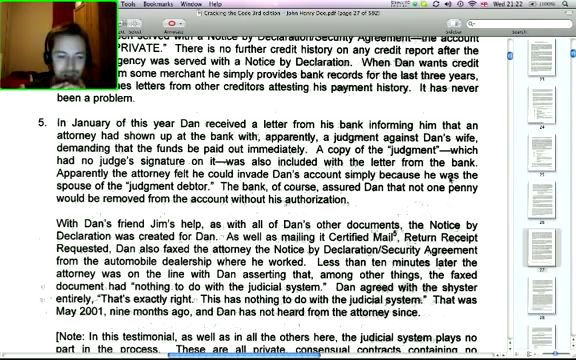 Tools Bookmarks Window Help
Wed 21:22
Cracking the Code 3rd edition - John Henry Doe.pdf (page 27 of 582)
Search
served with a Notice by Declaration/Security Agreement—the account
PRIVATE." There is no further credit history on any credit report after the
gency was served with a Notice by Declaration. When Dan wants credit
om some merchant he simply provides bank records for the last three years,
nes letters from other creditors attesting his payment history. It has never
been a problem.
5. In January of this year Dan received a letter from his bank informing him that an
attorney had shown up at the bank with, apparently, a judgment against Dan's wife,
demanding that the funds be paid out immediately. A copy of the "judgment"—which
had no judge's signature on it—was also included with the letter from the bank.
Apparently the attorney felt he could invade Dan's account simply because he was the
spouse of the "judgment debtor." The bank, of course, assured Dan that not one penny
would be removed from the account without his authorization.
With Dan's friend Jim's help, as with all of Dan's other documents, the Notice by
Declaration was created for Dan. As well as mailing it Certified Mail, Return Receipt
Requested, Dan also faxed the attorney the Notice by Declaration/Security Agreement
from the automobile dealership where he worked. Less than ten minutes later the
attorney was on the line with Dan asserting that, among other things, the faxed
document had "nothing to do with the judicial system." Dan agreed with the shyster
entirely, "That's exactly right. This has nothing to do with the judicial system." That was
May 2001, nine months ago, and Dan has not heard from the attorney since.
[Note: In this testimonial, as well as in all the others here, the judicial system plays no
part in the process. These are all private, consensual contracts containing no